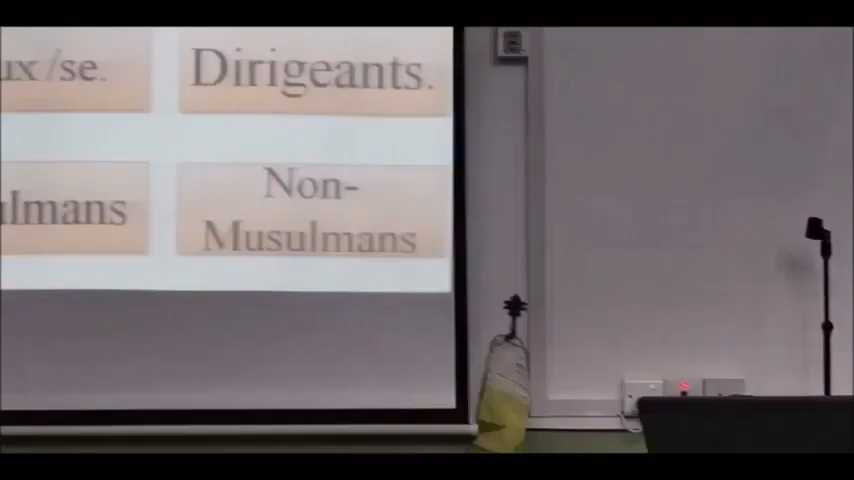 ux /se.
Dirigeants.
ulmans
Non-
Musulmans